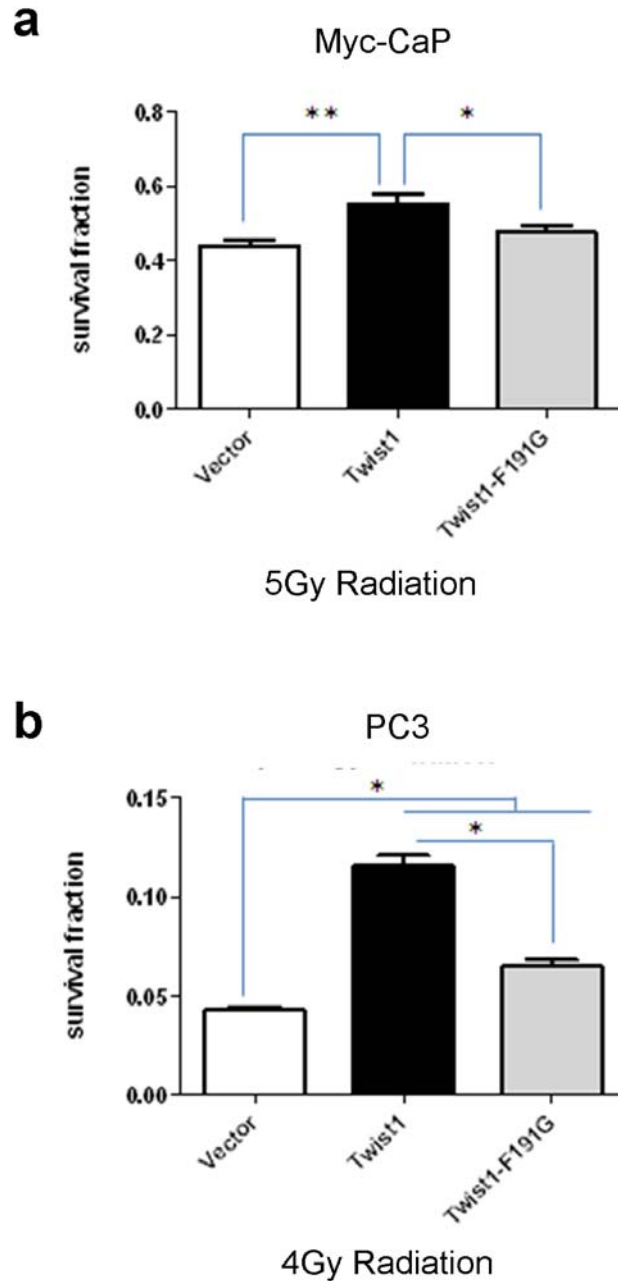 a
Myc-CaP
0.8
** *
0.6
0.4
0.2
0.0
survival fraction
Vector
Twist1
Twist1-F191G
5Gy Radiation
b
PC3
0.15
*
*
0.10
0.05
0.00
survival fraction
Vector
Twist1
Twist1-F191G
4Gy Radiation